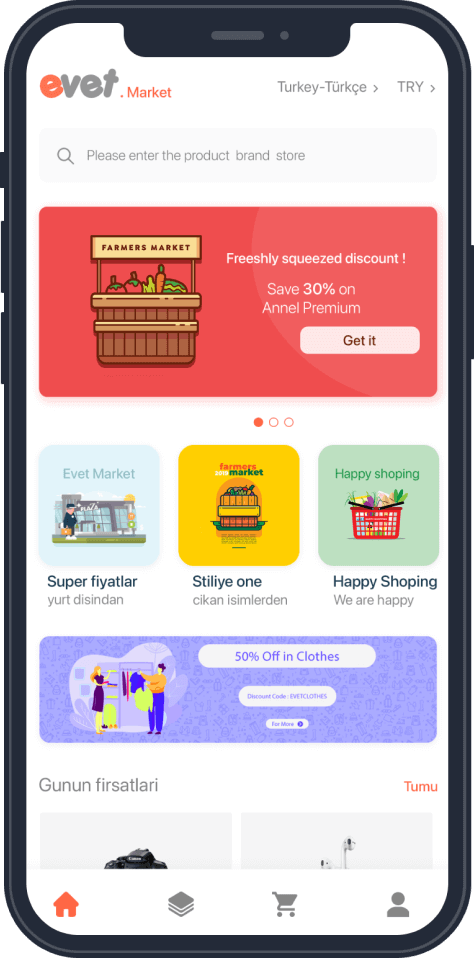 evet. Market
Turkey-Türkçe >
TRY >
Please enter the product brand store
FARMERS MARKET
Freeshly squeezed discount !
Save 30% on
Annel Premium
Get it
Evet Market
farmers
2019 market
Happy shoping
Super fiyatlar
yurt disindan
Stiliye one
cikan isimlerden
Happy Shoping
We are happy
50% Off in Clothes
Discount Code : EVETCLOTHES
For More
Gunun firsatlari
Tumu
Canon